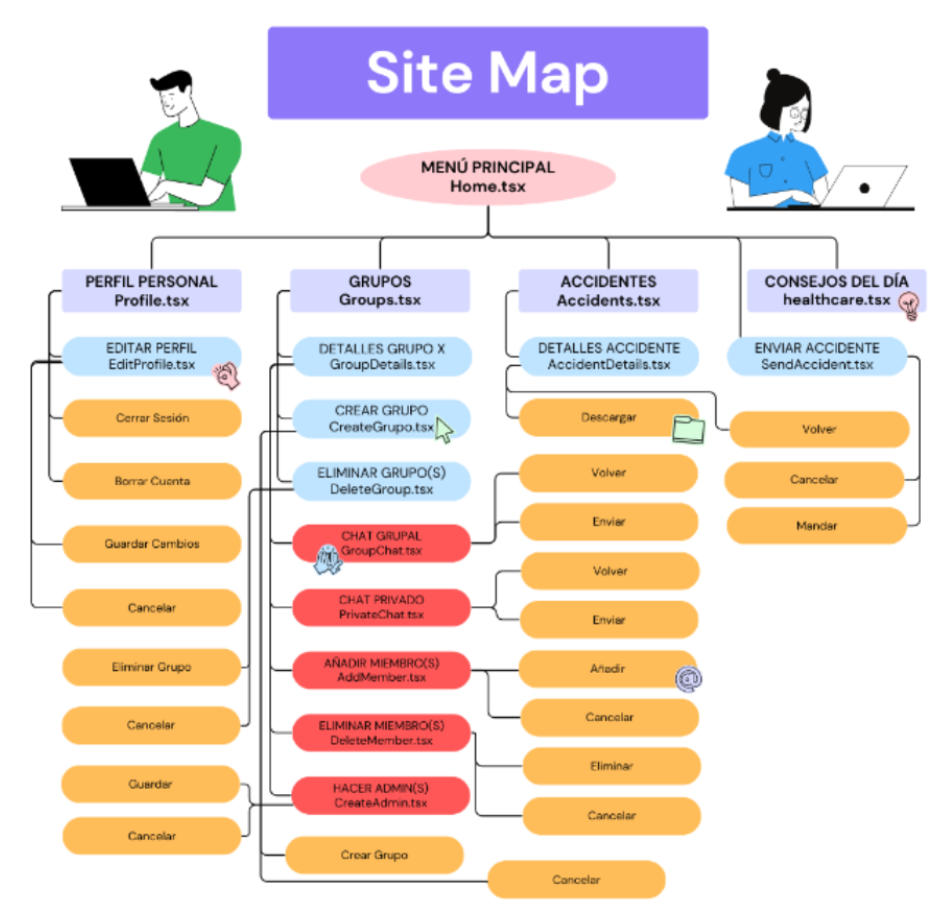 Site Map
MENÚ PRINCIPAL
Home.tsx
PERFIL PERSONAL
Profile.tsx
EDITAR PERFIL
EditProfile.tsx
Cerrar Sesión
Borrar Cuenta
Guardar Cambios
Cancelar
Eliminar Grupo
Cancelar
Guardar
Cancelar
GRUPOS
Groups.tsx
DETALLES GRUPO X
GroupDetails.tsx
CREAR GRUPO
CreateGrupo.tsx
ELIMINAR GRUPO(S)
DeleteGroup.tsx
CHAT GRUPAL
GroupChat.tsx
CHAT PRIVADO
PrivateChat.tsx
AÑADIR MIEMBRO(S)
AddMember.tsx
ELIMINAR MIEMBRO(S)
DeleteMember.tsx
HACER ADMIN(S)
CreateAdmin.tsx
Crear Grupo
Cancelar
ACCIDENTES
Accidents.tsx
DETALLES ACCIDENTE
AccidentDetails.tsx
Descargar
Volver
Enviar
Volver
Enviar
Añadir
Cancelar
Eliminar
Cancelar
CONSEJOS DEL DÍA
healthcare.tsx
ENVIAR ACCIDENTE
SendAccident.tsx
Volver
Cancelar
Mandar